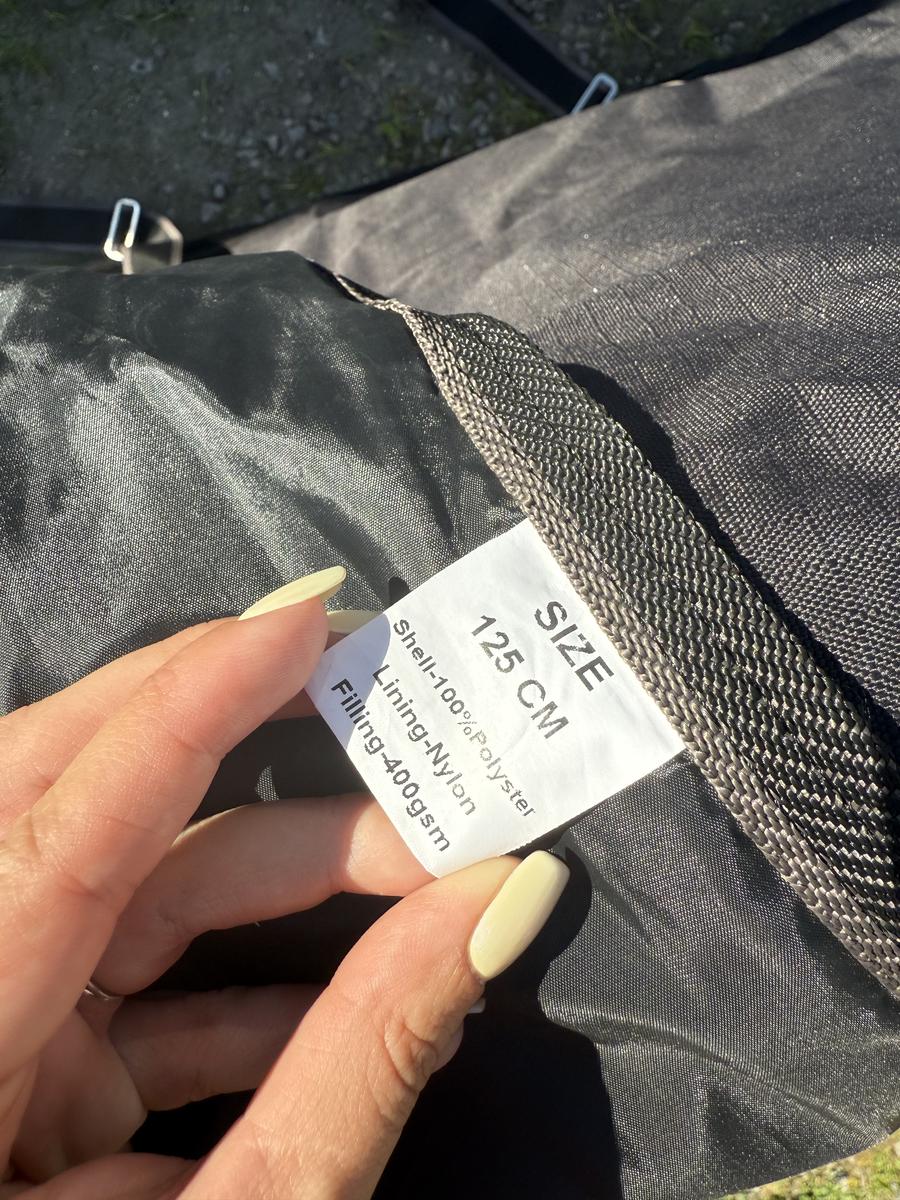 SIZE
125 CM
Shell-100%Polyster
Lining-Nylon
Filling-400gsm